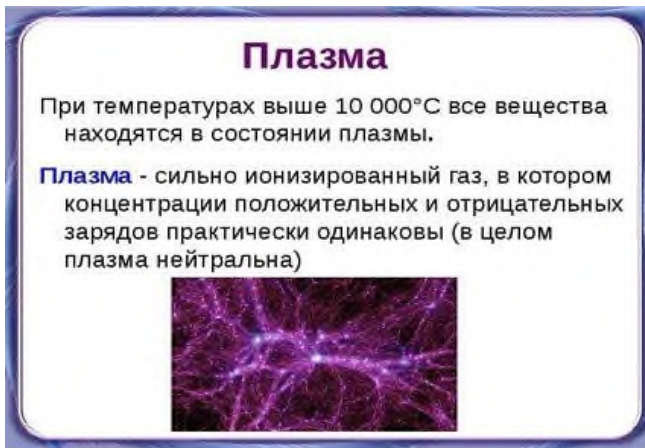 Плазма
При температурах выше 10 000°С все вещества
находятся в состоянии плазмы.
Плазма - сильно ионизированный газ, в котором
концентрации положительных и отрицательных
зарядов практически одинаковы (в целом
плазма нейтральна)